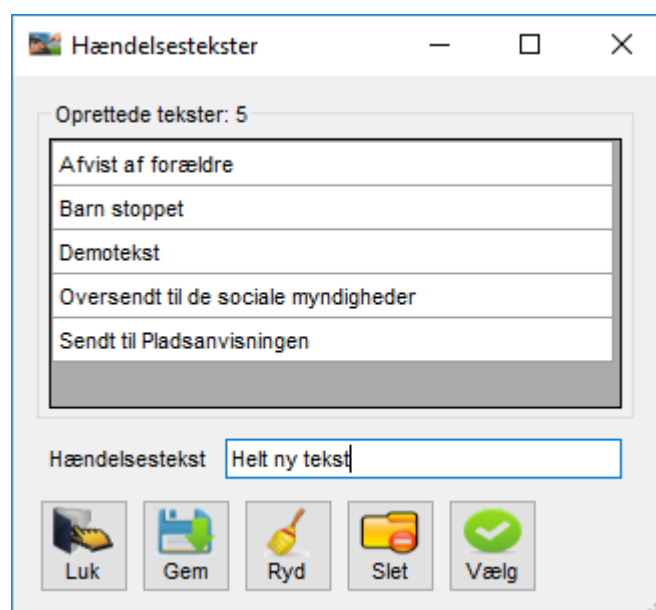 Hændelsestekster
Oprettede tekster: 5
Afvist af forældre
Barn stoppet
Demotekst
Oversendt til de sociale myndigheder
Sendt til Pladsanvisningen
Hændelsestekst Helt ny tekst
Luk Gem Ryd Slet Vælg